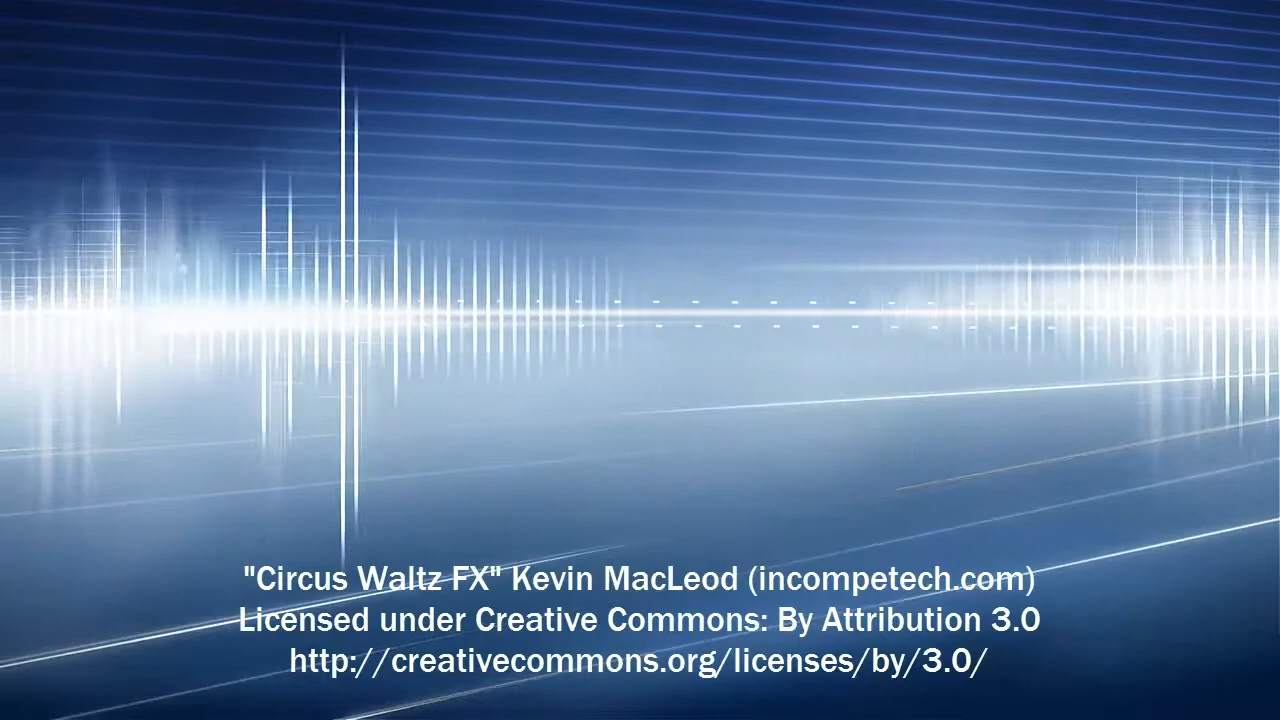 "Circus Waltz FX" Kevin MacLeod (incompetech.com)
Licensed under Creative Commons: By Attribution 3.0
http://creativecommons.org/licenses/by/3.0/